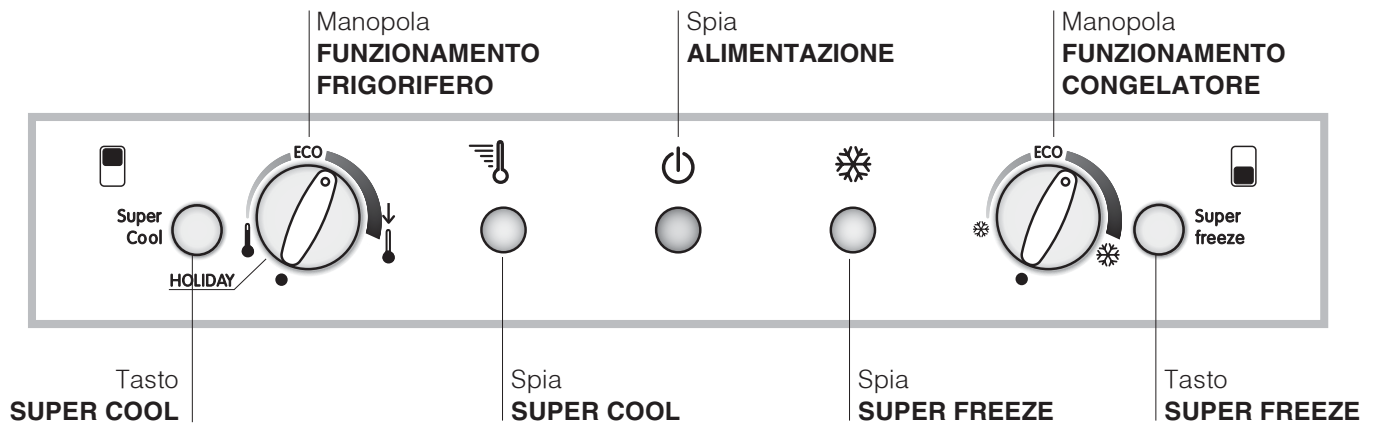 Manopola
FUNZIONAMENTO
FRIGORIFERO
Spia
ALIMENTAZIONE
Manopola
FUNZIONAMENTO
CONGELATORE
ECO
Super
Cool
HOLIDAY
ECO
Super
freeze
Tasto
SUPER COOL
Spia
SUPER COOL
Spia
SUPER FREEZE
Tasto
SUPER FREEZE